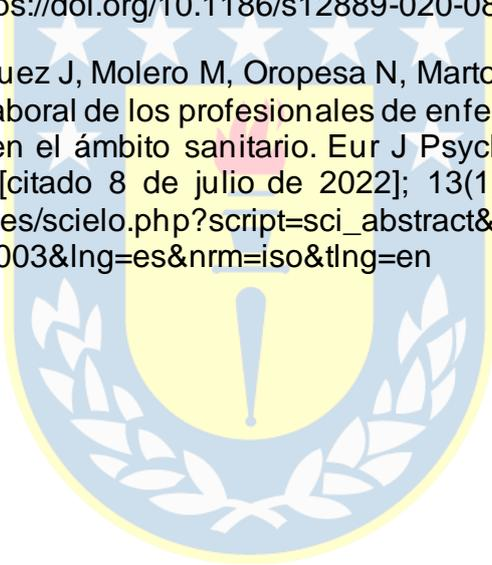 ps://doi.org/10.1186/s12889-020-08
uez J, Molero M, Oropesa N, Marto
aboral de los profesionales de enfe
en el ámbito sanitario. Eur J Psych
[citado 8 de julio de 2022]; 13(1
es/scielo.php?script=sci_abstract&
003&lng=es&nrm=iso&tlng=en